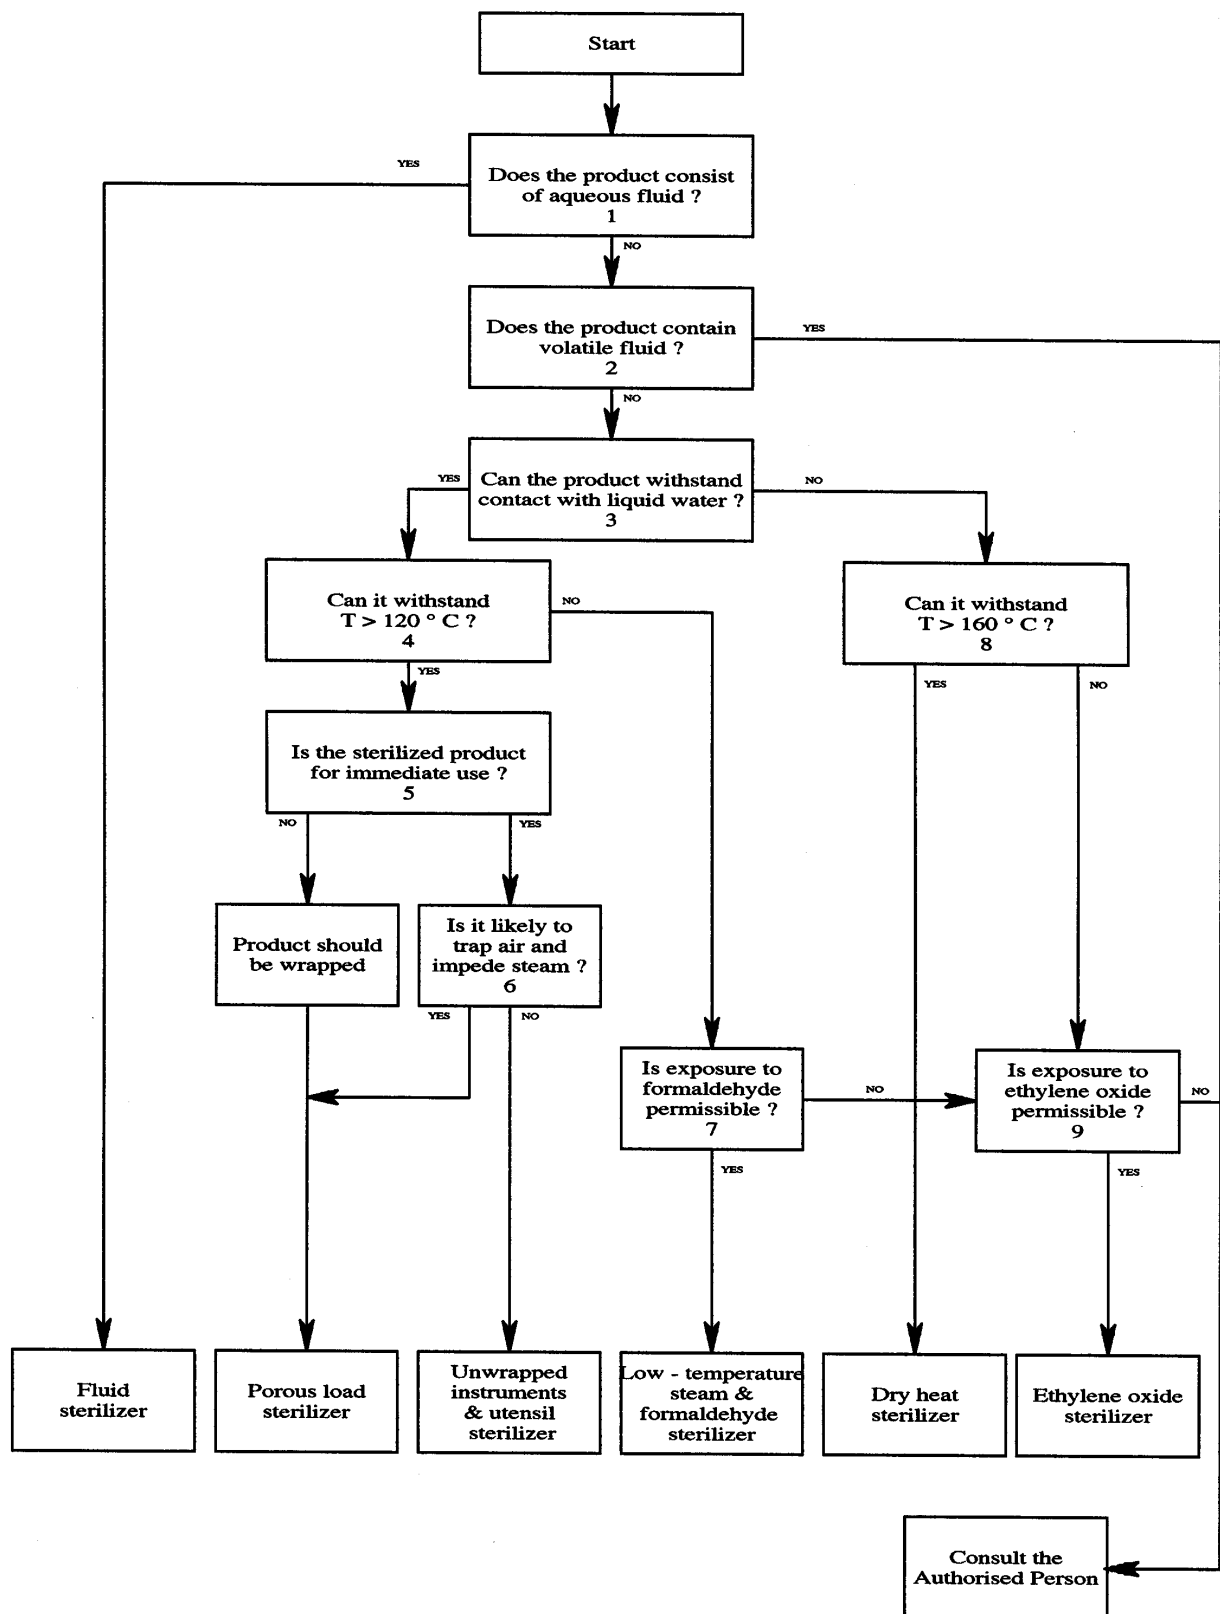 Start
YES
Does the product consist
of aqueous fluid ?
1
NO
Does the product contain
volatile fluid ?
2
YES
NO
YES
Can the product withstand
contact with liquid water ?
3
NO
Can it withstand
T > 120 ° C ?
4
NO
Can it withstand
T > 160 ° C ?
8
YES
YES
NO
Is the sterilized product
for immediate use ?
5
NO
YES
Product should
be wrapped
Is it likely to
trap air and
impede steam ?
6
YES
NO
Is exposure to
formaldehyde
permissible ?
7
NO
Is exposure to
ethylene oxide
permissible ?
9
NO
YES
YES
Fluid
sterilizer
Porous load
sterilizer
Unwrapped
instruments
& utensil
sterilizer
Low - temperature
steam &
formaldehyde
sterilizer
Dry heat
sterilizer
Ethylene oxide
sterilizer
Consult the
Authorised Person